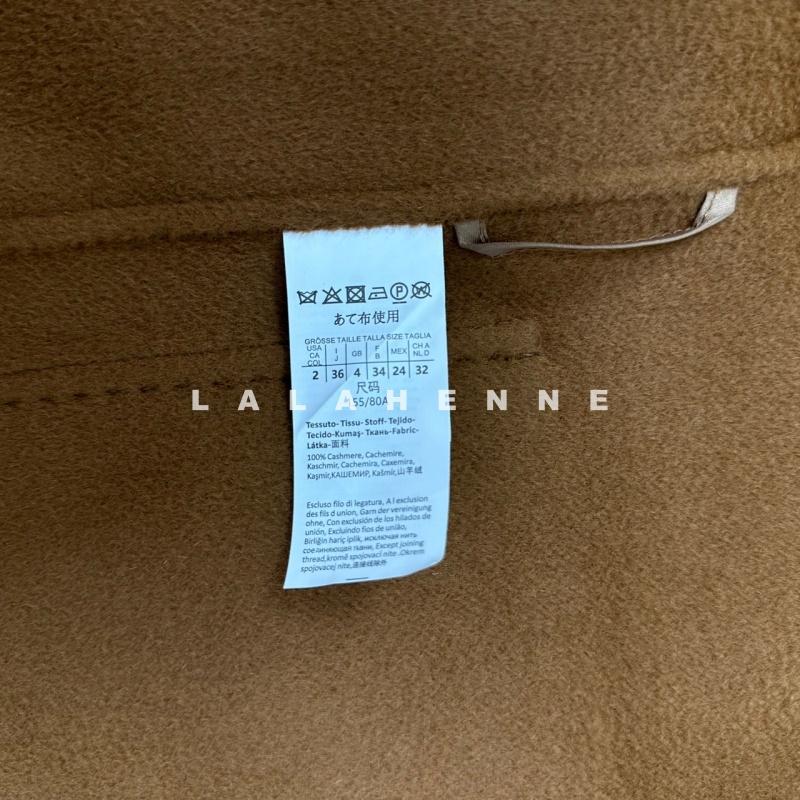 P W
あて布使用
GRÖSSE TAILLE TALLA SIZE TAGLIA
USA CA COL | I J | GB | F B | MEX | CH A NL D
2 | 36 | 4 | 34 | 24 | 32
尺码
55/80A
LALAHENNE
Tessuto- Tissu- Stoff- Tejido-
Tecido-Kumaş- Ткань-Fabric-
Látka-面料
100% Cashmere, Cachemire,
Kaschmir, Cachemira, Caxemira,
Kaşmir,КАШЕМИР, Kašmír,山羊绒
Escluso filo di legatura, A l exclusion
des fils d union, Garn der vereinigung
ohne, Con exclusión de los hilados de
unión, Excluindo fios de união,
Birliğin hariç iplik, исключая нить
соединяющая ткани, Except joining
thread,kromě spojovací nite .Okrem
spojovacej nite,连接线除外